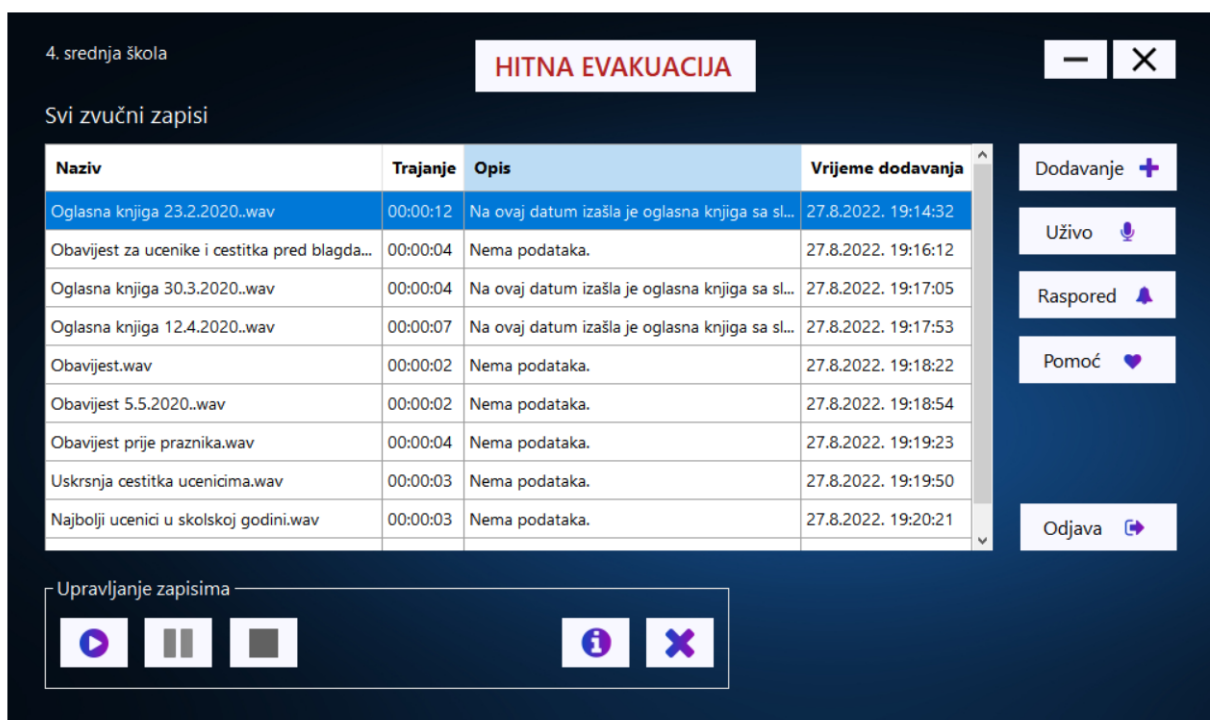 4. srednja škola
HITNA EVAKUACIJA
Svi zvučni zapisi
Naziv Trajanje Opis Vrijeme dodavanja
Oglasna knjiga 23.2.2020..wav 00:00:12 Na ovaj datum izašla je oglasna knjiga sa sl... 27.8.2022. 19:14:32
Obavijest za ucenike i cestitka pred blagda... 00:00:04 Nema podataka. 27.8.2022. 19:16:12
Oglasna knjiga 30.3.2020..wav 00:00:04 Na ovaj datum izašla je oglasna knjiga sa sl... 27.8.2022. 19:17:05
Oglasna knjiga 12.4.2020..wav 00:00:07 Na ovaj datum izašla je oglasna knjiga sa sl... 27.8.2022. 19:17:53
Obavijest.wav 00:00:02 Nema podataka. 27.8.2022. 19:18:22
Obavijest 5.5.2020..wav 00:00:02 Nema podataka. 27.8.2022. 19:18:54
Obavijest prije praznika.wav 00:00:04 Nema podataka. 27.8.2022. 19:19:23
Uskrsnja cestitka ucenicima.wav 00:00:03 Nema podataka. 27.8.2022. 19:19:50
Najbolji ucenici u skolskoj godini.wav 00:00:03 Nema podataka. 27.8.2022. 19:20:21
Dodavanje
Uživo
Raspored
Pomoć
Odjava
Upravljanje zapisima